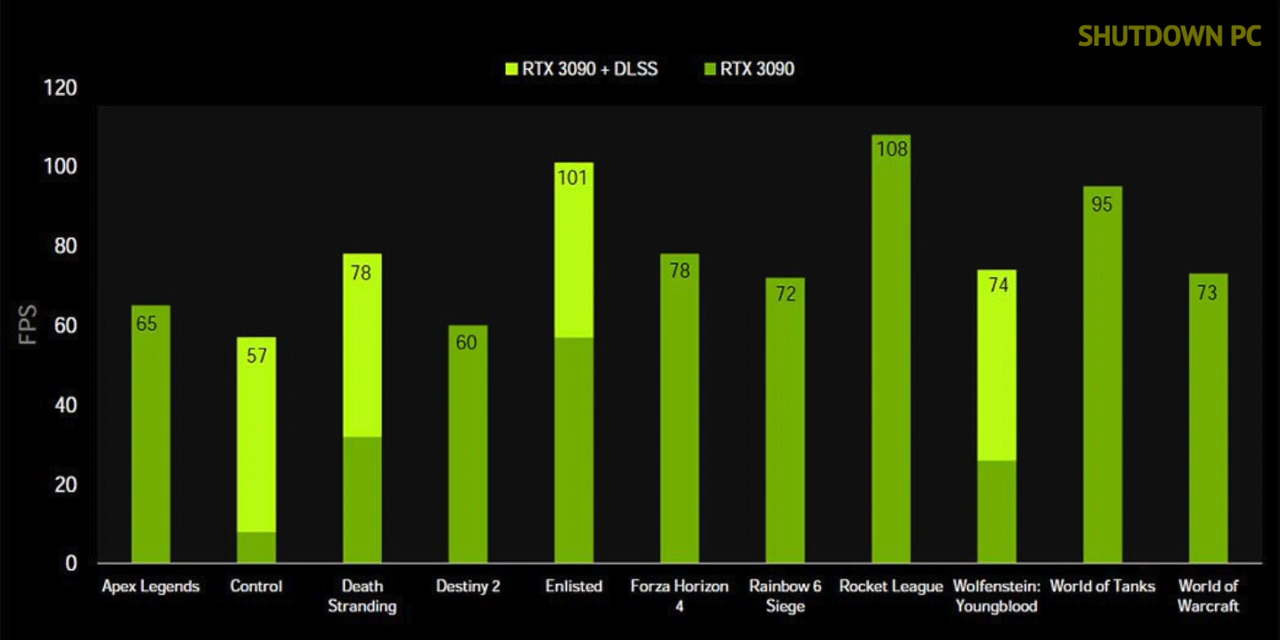 SHUTDOWN PC
RTX 3090 + DLSS
RTX 3090
120
100
80
60
40
20
0
FPS
65
57
78
60
101
78
72
108
74
95
73
Apex Legends
Control
Death
Stranding
Destiny 2
Enlisted
Forza Horizon
4
Rainbow 6
Siege
Rocket League
Wolfenstein:
Youngblood
World of Tanks
World of
Warcraft